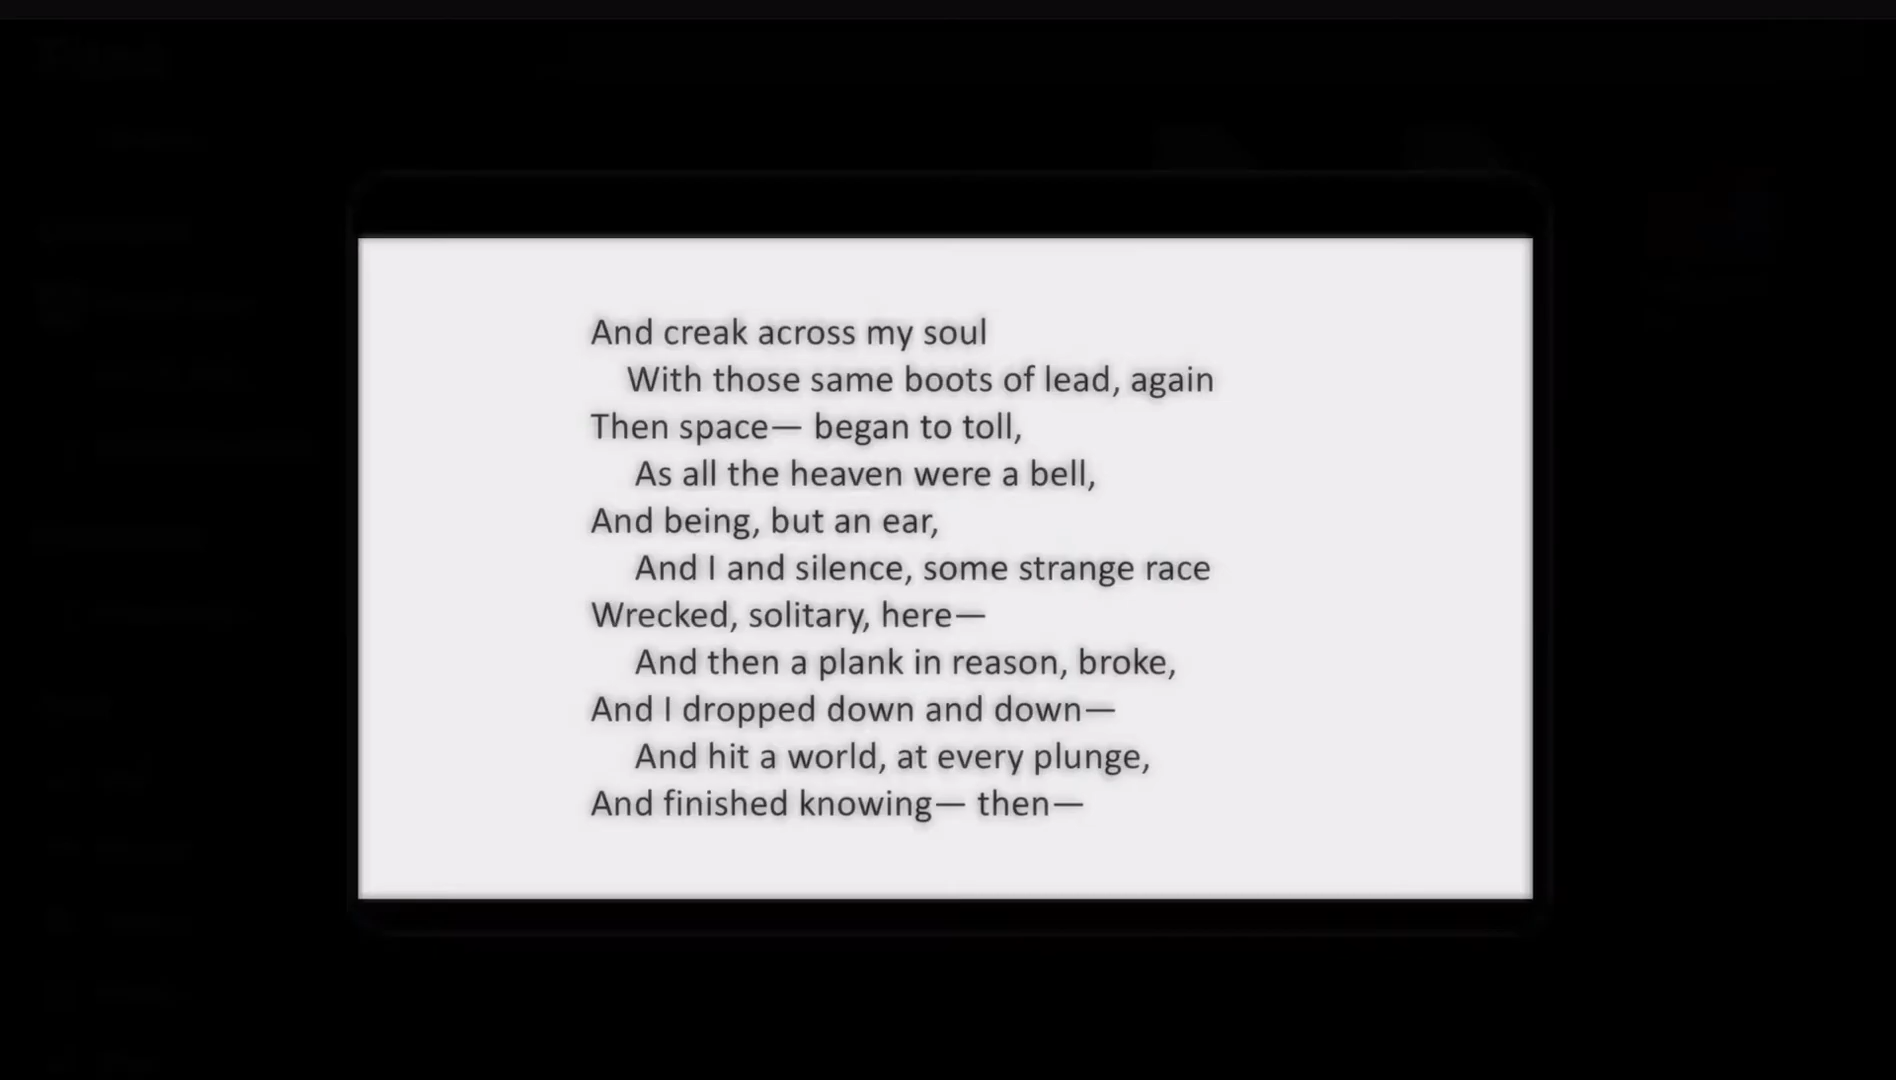 And creak across my soul
With those same boots of lead, again
Then space— began to toll,
As all the heaven were a bell,
And being, but an ear,
And I and silence, some strange race
Wrecked, solitary, here—
And then a plank in reason, broke,
And I dropped down and down—
And hit a world, at every plunge,
And finished knowing— then—